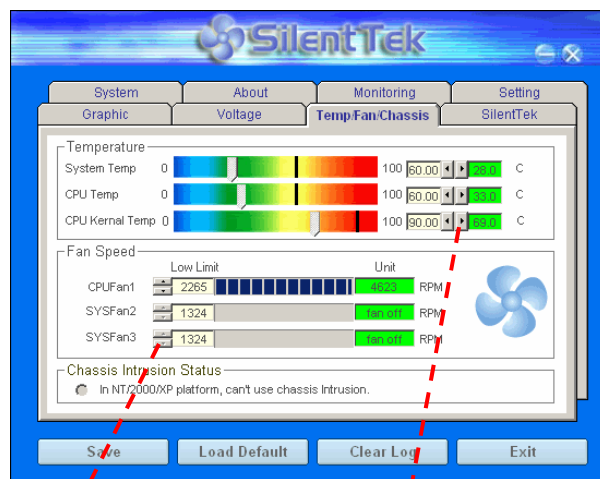 SilentTek
System About Monitoring Setting
Graphic Voltage Temp/Fan/Chassis SilentTek
Temperature
System Temp 0 100 60.00 28.0 C
CPU Temp 0 100 60.00 33.0 C
CPU Kernal Temp 0 100 90.00 69.0 C
Fan Speed
Low Limit Unit
CPUFan1 2265 4623 RPM
SYSFan2 1324 fan off RPM
SYSFan3 1324 fan off RPM
Chassis Intrusion Status
In NT/2000/XP platform, can't use chassis Intrusion.
Save Load Default Clear Log Exit